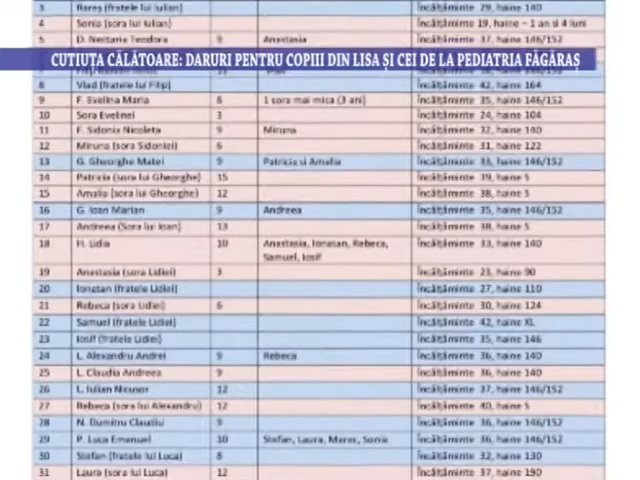 3 Rareș (fratele lui Iulian) Încălțăminte 29, haine 140
4 Sonia (sora lui Iulian) Încălțăminte 19, haine – 1 an si 4 luni
5 D. Nectaria Teodora 9 Anastasia Încălțăminte 37, haine 146/152
CUTIUȚA CĂLĂTOARE: DARURI PENTRU COPIII DIN LISA ȘI CEI DE LA PEDIATRIA FĂGĂRAȘ
8 Vlad (fratele lui Filip) Încălțăminte 42, haine 164
9 F. Evelina Maria 8 1 sora mai mica (3 ani) Încălțăminte 35, haine 146/152
10 Sora Evelinei 3 Încălțăminte 24, haine 104
11 F. Sidonia Nicoleta 9 Miruna Încălțăminte 32, haine 140
12 Miruna (sora Sidoniei) 6 Încălțăminte 31, haine 122
13 G. Gheorghe Matei 9 Patricia si Amalia Încălțăminte 33, haine 146/152
14 Patricia (sora lui Gheorghe) 15 Încălțăminte 39, haine S
15 Amalia (sora lui Gheorghe) 12 Încălțăminte 38, haine S
16 G. Ioan Marian 9 Andreea Încălțăminte 35, haine 146/152
17 Andreea (Sora lui Ioan) 13 Încălțăminte 38, haine S
18 H. Lidia 10 Anastasia, Ionatan, Rebeca, Încălțăminte 33, haine 140
Samuel, Iosif
19 Anastasia (sora Lidiei) 3 Încălțăminte 23, haine 90
20 Ionatan (fratele Lidiei) Încălțăminte 27, haine 110
21 Rebeca (sora Lidiei) 6 Încălțăminte 30, haine 124
22 Samuel (fratele Lidiei) Încălțăminte 42, haine XL
23 Iosif (fratele Lidiei) Încălțăminte 35, haine 146
24 L. Alexandru Andrei 9 Rebeca Încălțăminte 36, haine 140
25 L. Claudia Andreea 9 Încălțăminte 36, haine 140
26 L. Iulian Nicusor 12 Încălțăminte 37, haine 146/152
27 Rebeca (sora lui Alexandru) 12 Încălțăminte 40, haine S
28 N. Dumitru Claudiu 9 Încălțăminte 36, haine 146/152
29 P. Luca Emanuel 10 Stefan, Laura, Marec, Sonia Încălțăminte 36, haine 146/152
30 Stefan (fratele lui Luca) 8 Încălțăminte 32, haine 130
31 Laura (sora lui Luca) 12 Încălțăminte 37, haine 190